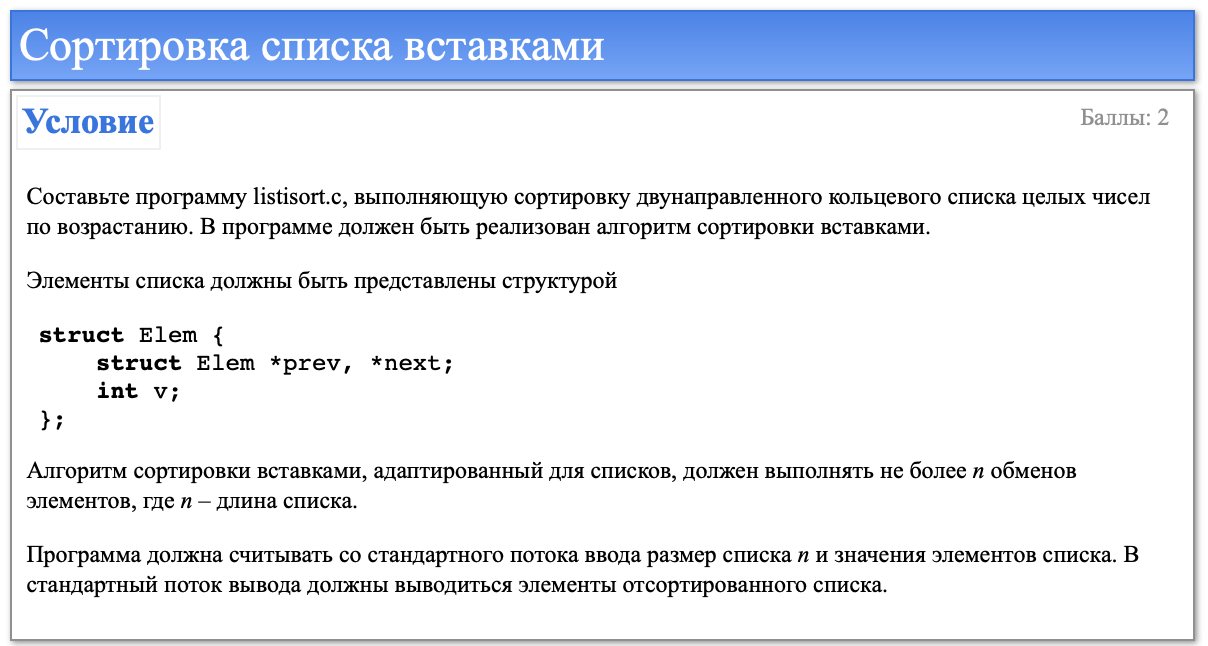 Сортировка списка вставками
Условие
Баллы: 2
Составьте программу listisort.c, выполняющую сортировку двунаправленного кольцевого списка целых чисел
по возрастанию. В программе должен быть реализован алгоритм сортировки вставками.
Элементы списка должны быть представлены структурой
struct Elem {
    struct Elem *prev, *next;
    int v;
};
Алгоритм сортировки вставками, адаптированный для списков, должен выполнять не более n обменов
элементов, где n – длина списка.
Программа должна считывать со стандартного потока ввода размер списка n и значения элементов списка. В
стандартный поток вывода должны выводиться элементы отсортированного списка.